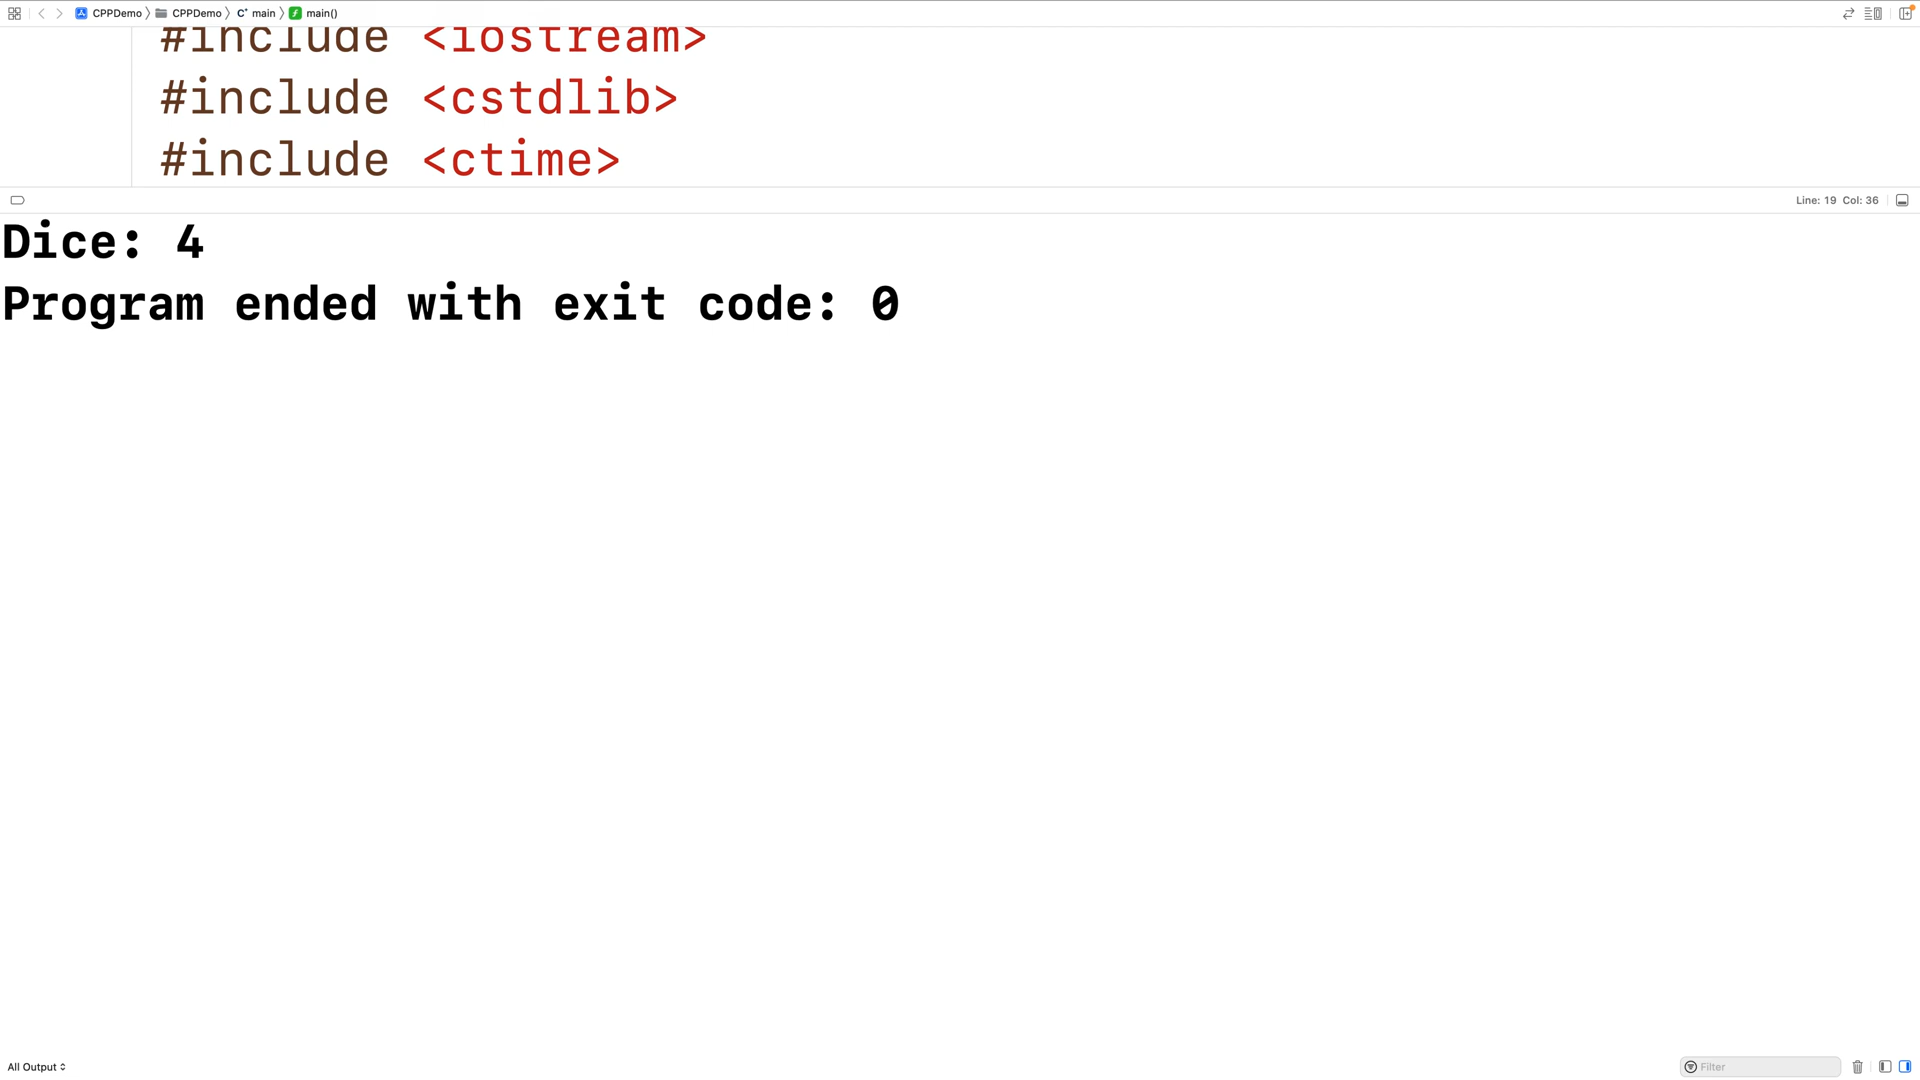 CPPDemo 〉 CPPDemo 〉 C+ main 〉 f main()
#include <iostream>
#include <cstdlib>
#include <ctime>
Line: 19 Col: 36
Dice: 4
Program ended with exit code: 0
All Output
Filter